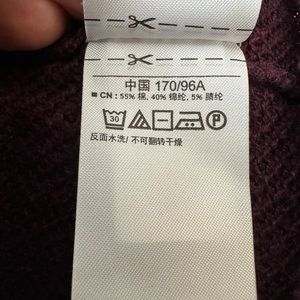 中国 170/96A
CN : 55% 棉, 40% 棉纶, 5% 腈纶
30
P
反面水洗/ 不可翻转干燥